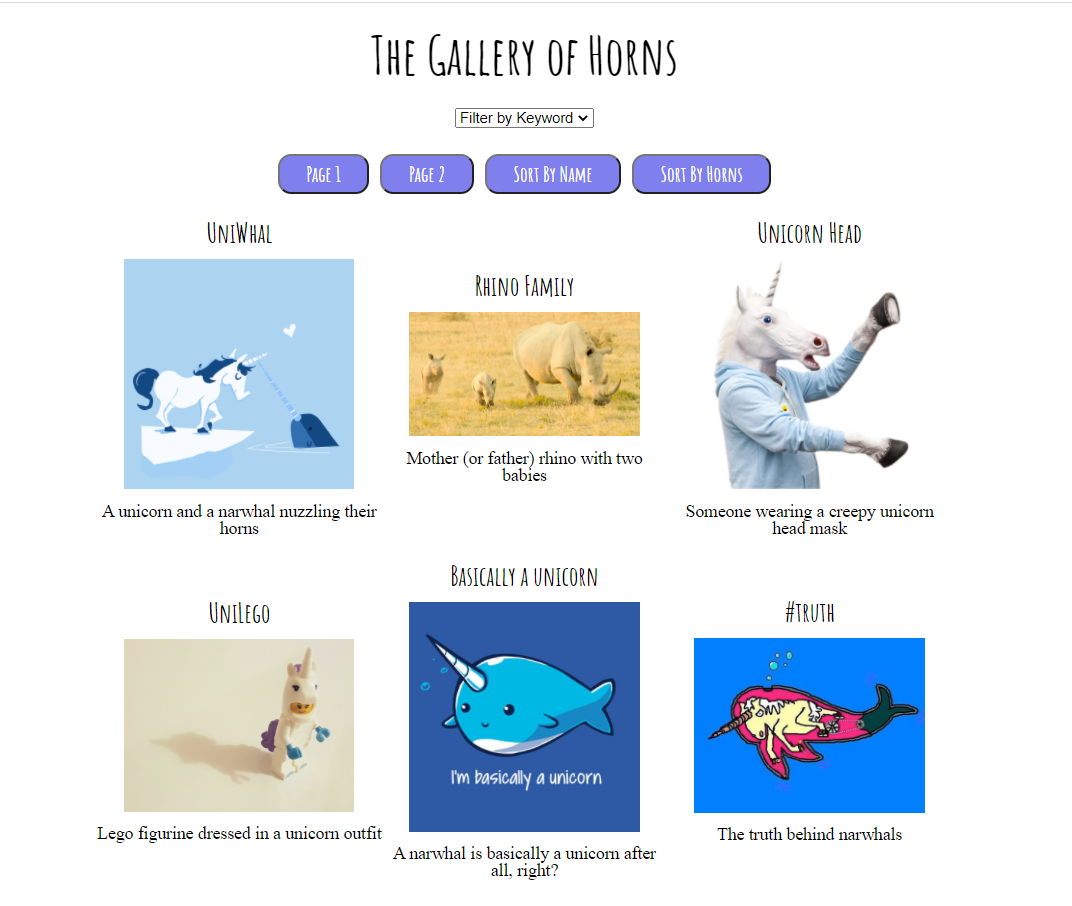 The Gallery of Horns
Filter by Keyword
Page 1
Page 2
Sort By Name
Sort By Horns
UniWhal
A unicorn and a narwhal nuzzling their
horns
Rhino Family
Mother (or father) rhino with two
babies
Unicorn Head
Someone wearing a creepy unicorn
head mask
UniLego
Lego figurine dressed in a unicorn outfit
Basically a unicorn
I'm basically a unicorn
A narwhal is basically a unicorn after
all, right?
#truth
The truth behind narwhals